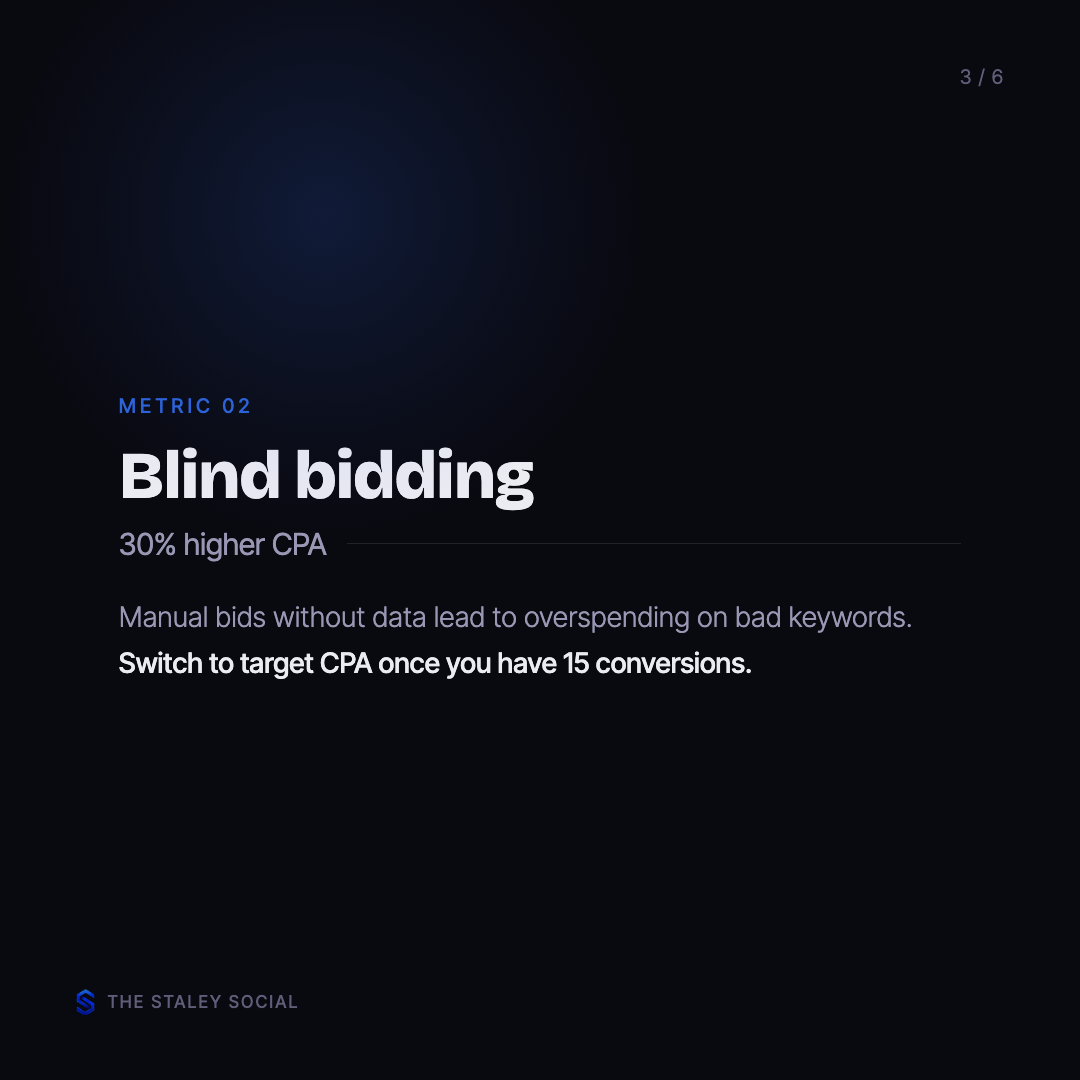 3 / 6
METRIC 02
Blind bidding
30% higher CPA
Manual bids without data lead to overspending on bad keywords.
Switch to target CPA once you have 15 conversions.
THE STALEY SOCIAL